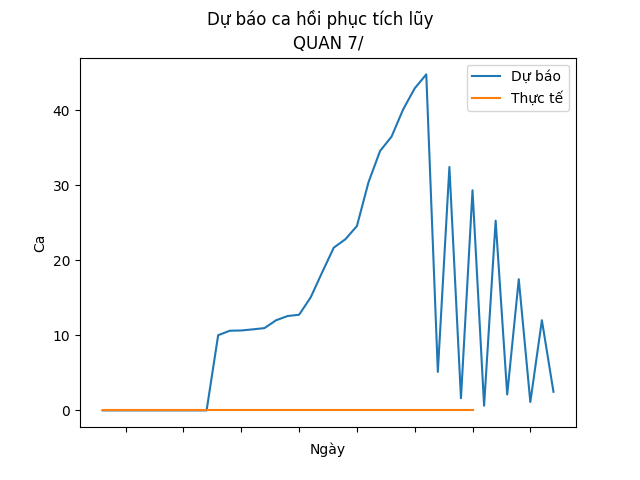 Dự báo ca hồi phục tích lũy
QUAN 7/
Dự báo
Thực tế
Ca
40
30
20
10
0
Ngày